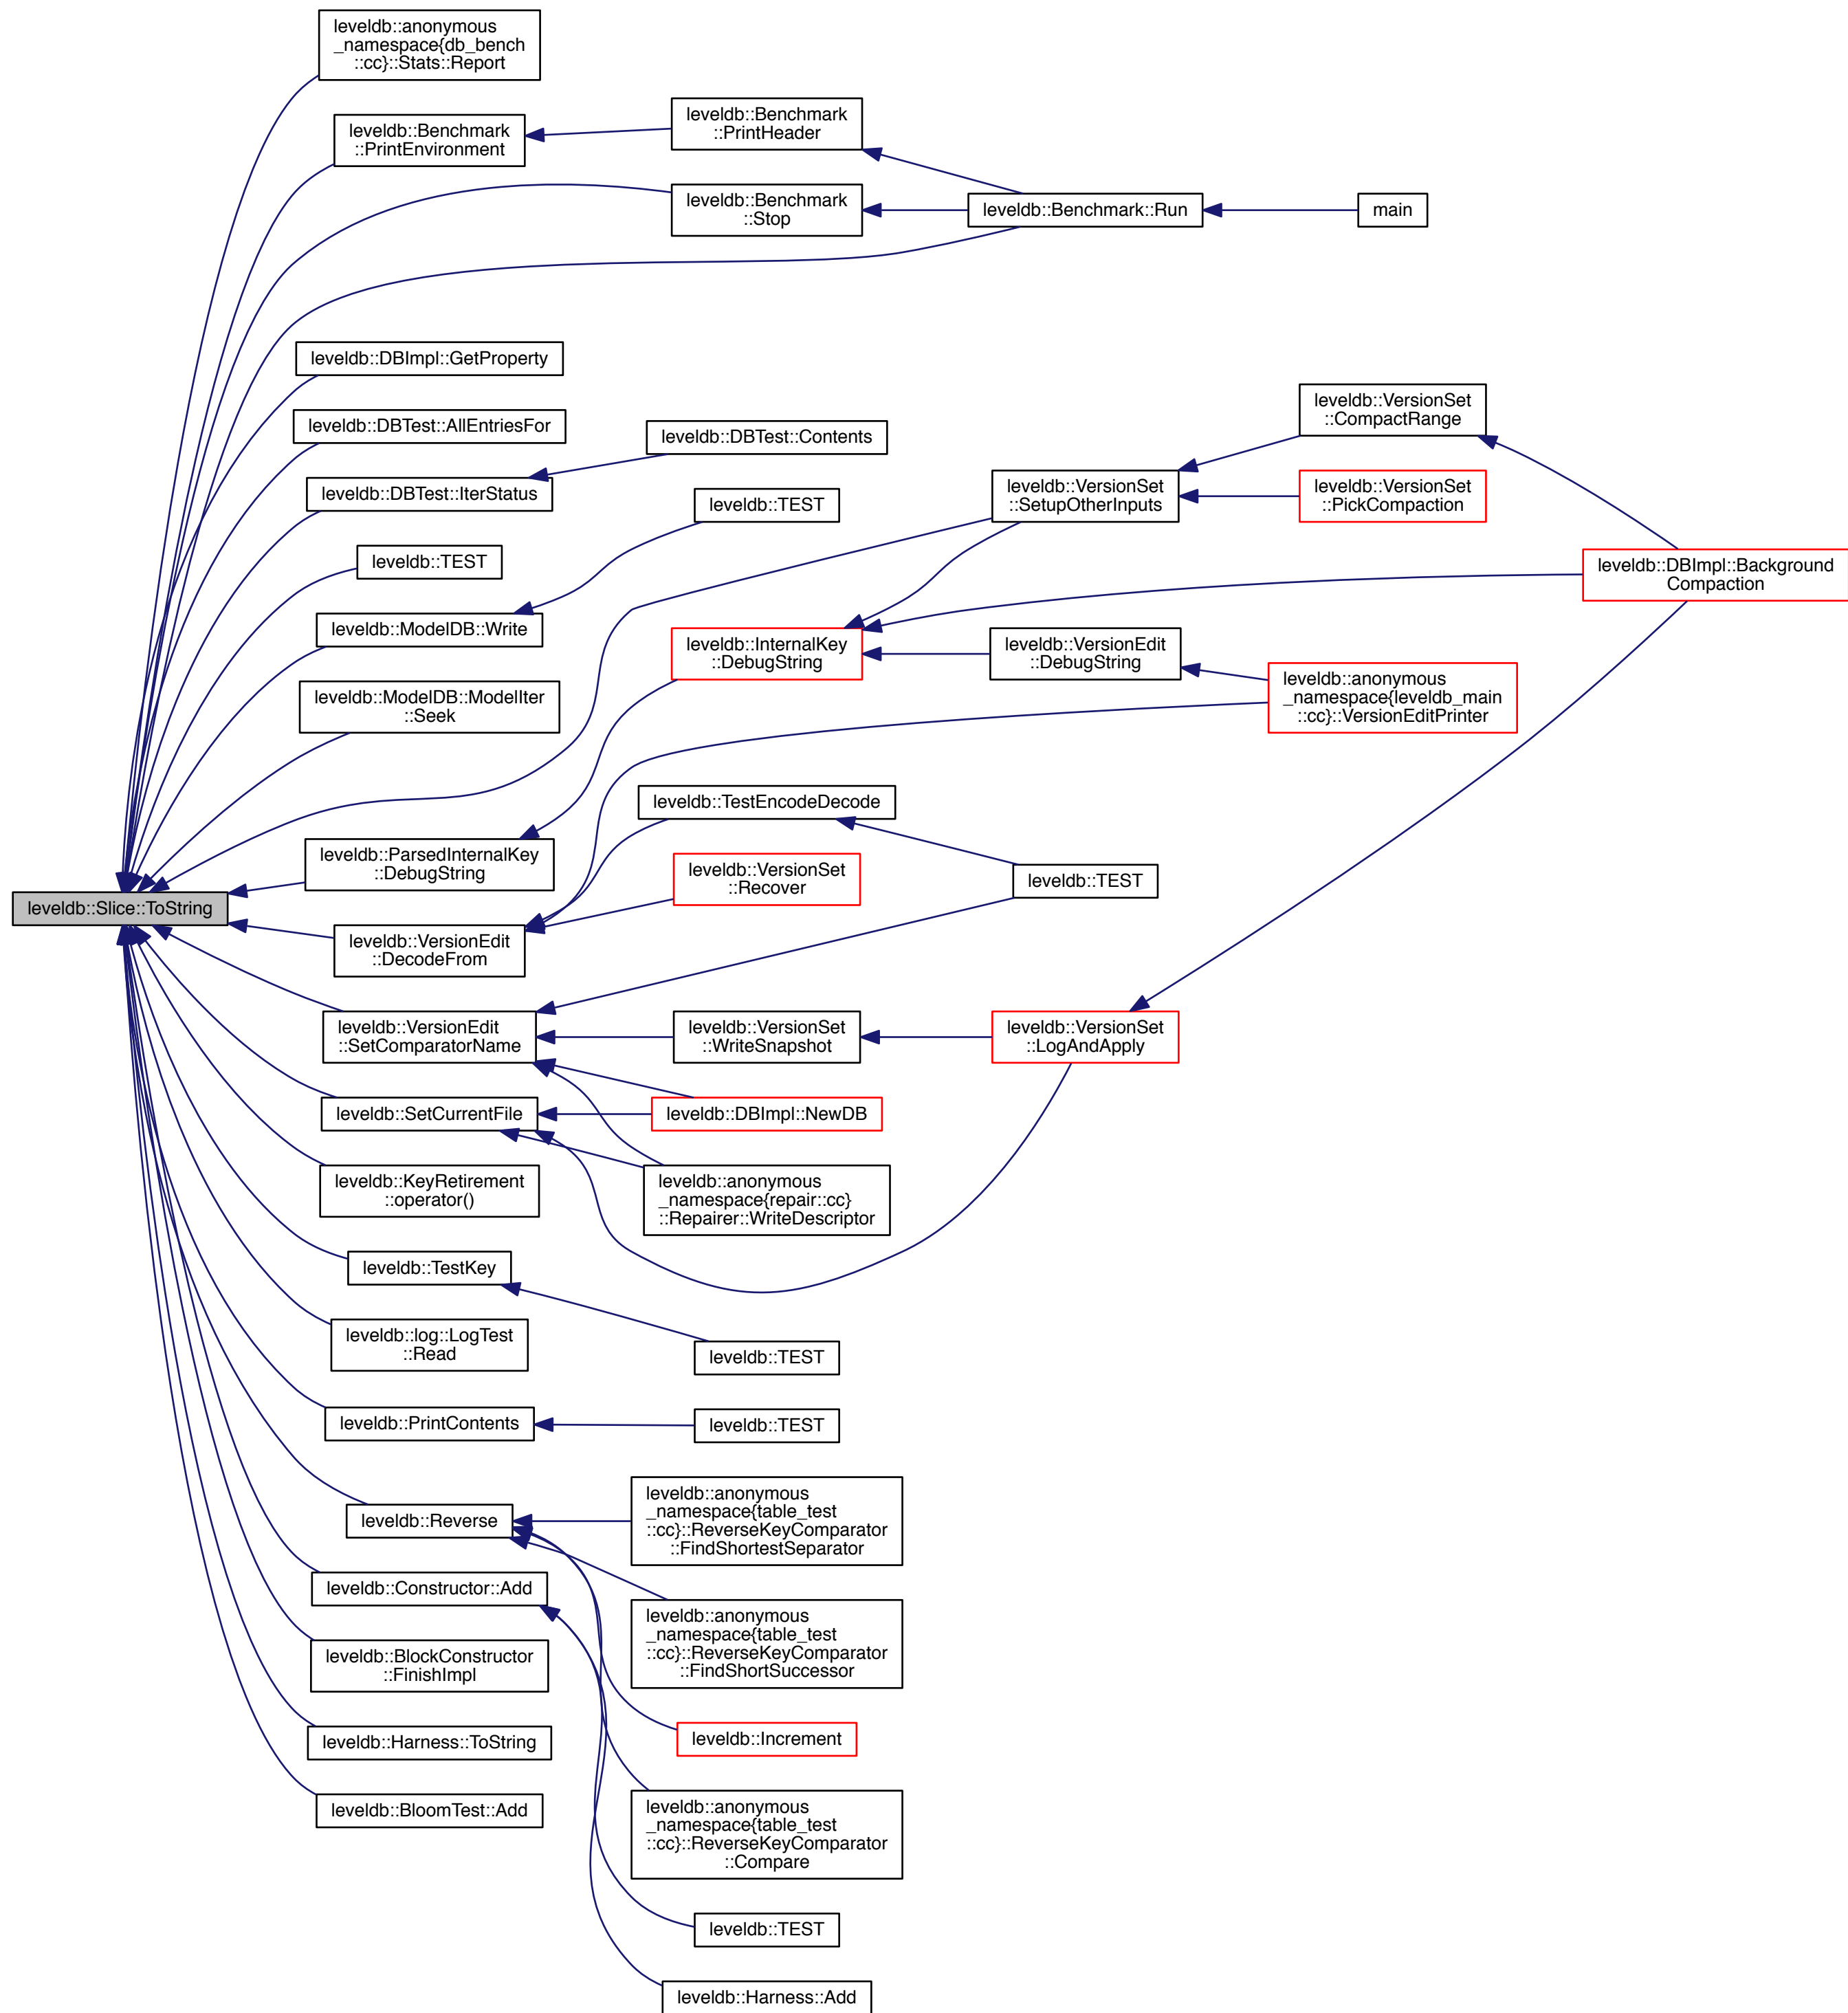 leveldb::anonymous
_namespace{db_bench
::cc}::Stats::Report
leveldb::Benchmark
::PrintEnvironment
leveldb::Benchmark
::PrintHeader
leveldb::Benchmark
::Stop
leveldb::Benchmark::Run
main
leveldb::DBImpl::GetProperty
leveldb::DBTest::AllEntriesFor
leveldb::DBTest::IterStatus
leveldb::DBTest::Contents
leveldb::TEST
leveldb::TEST
leveldb::ModelDB::Write
leveldb::ModelDB::ModelIter
::Seek
leveldb::VersionSet
::SetupOtherInputs
leveldb::VersionSet
::CompactRange
leveldb::VersionSet
::PickCompaction
leveldb::DBImpl::Background
Compaction
leveldb::InternalKey
::DebugString
leveldb::VersionEdit
::DebugString
leveldb::anonymous
_namespace{leveldb_main
::cc}::VersionEditPrinter
leveldb::TestEncodeDecode
leveldb::ParsedInternalKey
::DebugString
leveldb::VersionSet
::Recover
leveldb::TEST
leveldb::Slice::ToString
leveldb::VersionEdit
::DecodeFrom
leveldb::VersionEdit
::SetComparatorName
leveldb::VersionSet
::WriteSnapshot
leveldb::VersionSet
::LogAndApply
leveldb::SetCurrentFile
leveldb::DBImpl::NewDB
leveldb::KeyRetirement
::operator()
leveldb::anonymous
_namespace{repair::cc}
::Repairer::WriteDescriptor
leveldb::TestKey
leveldb::log::LogTest
::Read
leveldb::TEST
leveldb::PrintContents
leveldb::TEST
leveldb::Reverse
leveldb::anonymous
_namespace{table_test
::cc}::ReverseKeyComparator
::FindShortestSeparator
leveldb::Constructor::Add
leveldb::anonymous
_namespace{table_test
::cc}::ReverseKeyComparator
::FindShortSuccessor
leveldb::BlockConstructor
::FinishImpl
leveldb::Harness::ToString
leveldb::Increment
leveldb::BloomTest::Add
leveldb::anonymous
_namespace{table_test
::cc}::ReverseKeyComparator
::Compare
leveldb::TEST
leveldb::Harness::Add